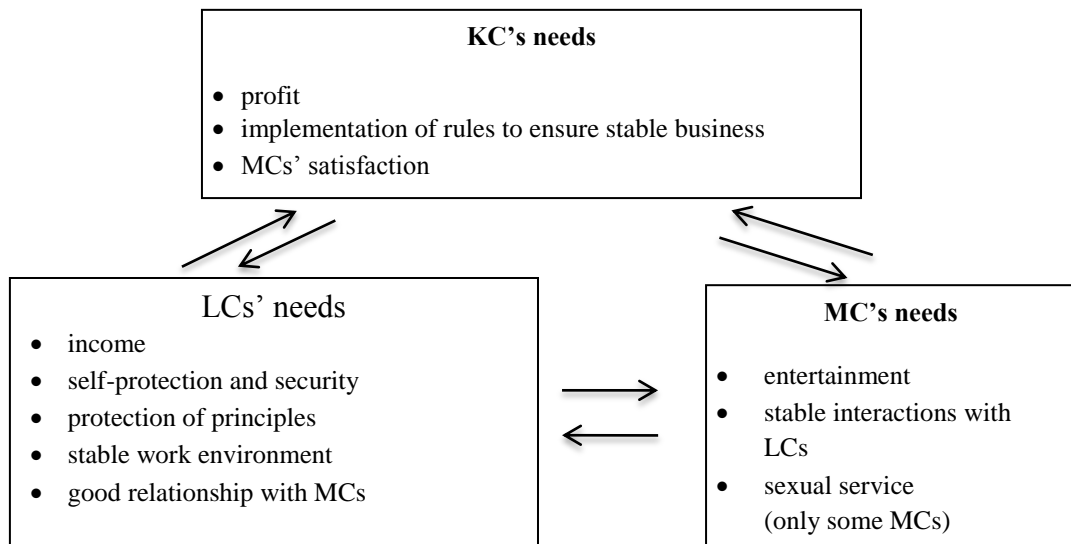 KC’s needs
• profit
• implementation of rules to ensure stable business
• MCs’ satisfaction
LCs’ needs
• income
• self-protection and security
• protection of principles
• stable work environment
• good relationship with MCs
MC’s needs
• entertainment
• stable interactions with
LCs
• sexual service
(only some MCs)